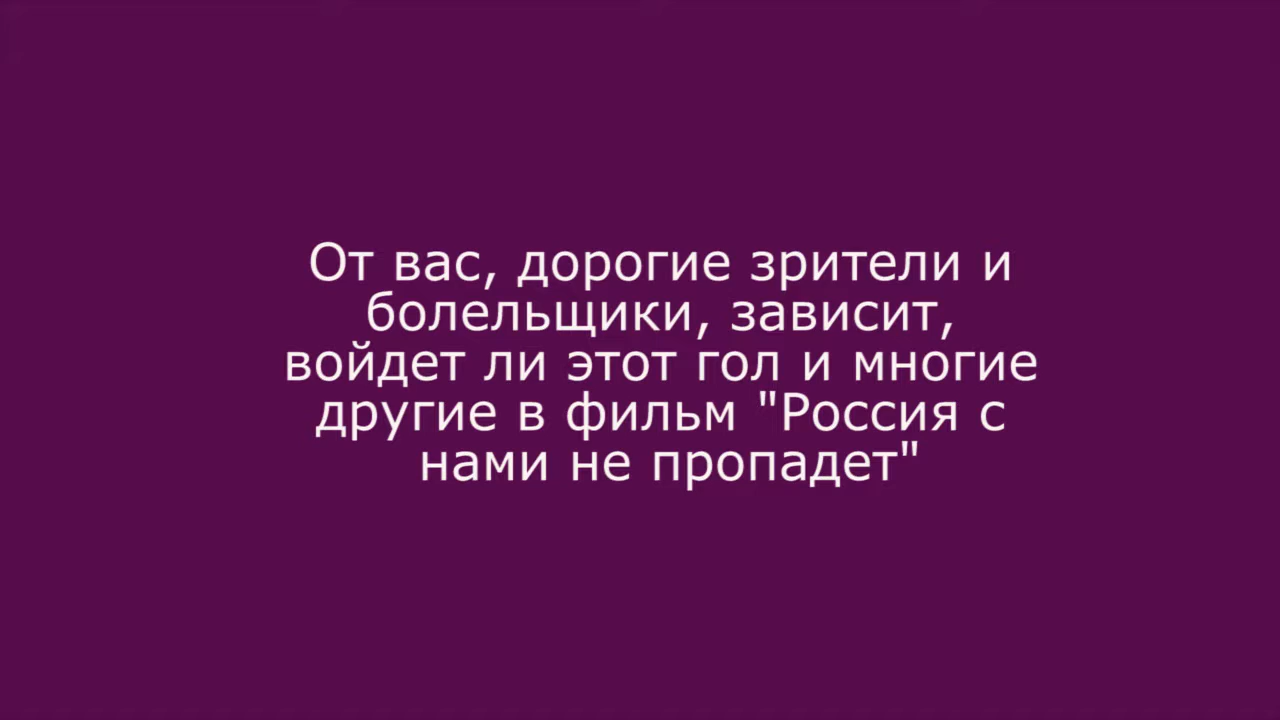 От вас, дорогие зрители и
болельщики, зависит,
войдет ли этот гол и многие
другие в фильм "Россия с
нами не пропадет"